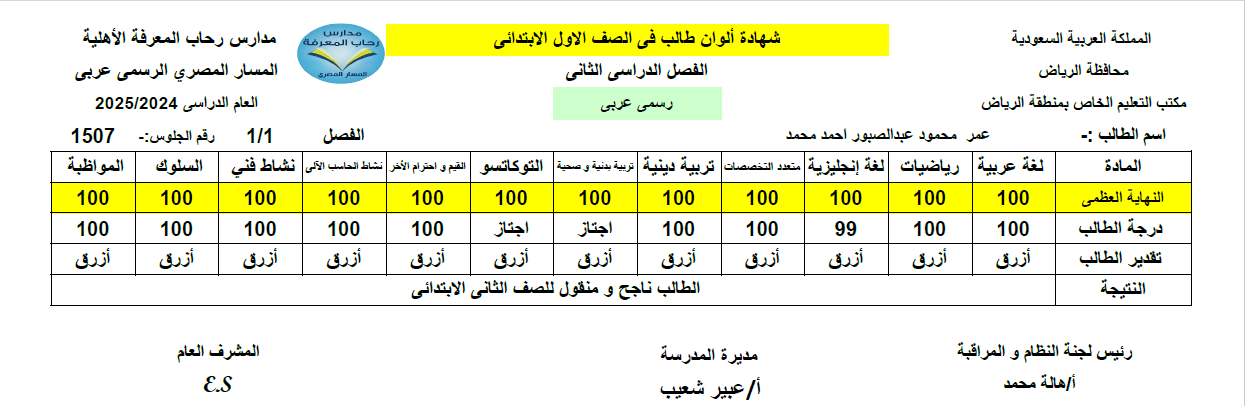 المملكة العربية السعودية
شهادة ألوان طالب فى الصف الاول الابتدائى
مدارس رحاب المعرفة
المسار المصرى
مدارس رحاب المعرفة الأهلية
محافظة الرياض
الفصل الدراسى الثانى
المسار المصري الرسمى عربى
مكتب التعليم الخاص بمنطقة الرياض
رسمى عربى
العام الدراسى 2025/2024
اسم الطالب :- عمر محمود عبدالصبور احمد محمد الفصل 1/1 رقم الجلوس:- 1507
المادة لغة عربية رياضيات لغة إنجليزية متعدد التخصصات تربية دينية تربية بدنية و صحية التوكاتسو القيم و احترام الأخر نشاط الحاسب الآلى نشاط فني السلوك المواظبة
النهاية العظمى 100 100 100 100 100 100 100 100 100 100 100 100
درجة الطالب 100 100 99 100 100 اجتاز اجتاز 100 100 100 100 100
تقدير الطالب أزرق أزرق أزرق أزرق أزرق أزرق أزرق أزرق أزرق أزرق أزرق أزرق
النتيجة الطالب ناجح و منقول للصف الثانى الابتدائى
رئيس لجنة النظام و المراقبة
مديرة المدرسة
المشرف العام
أ/هالة محمد
أ/عبير شعيب
E.S